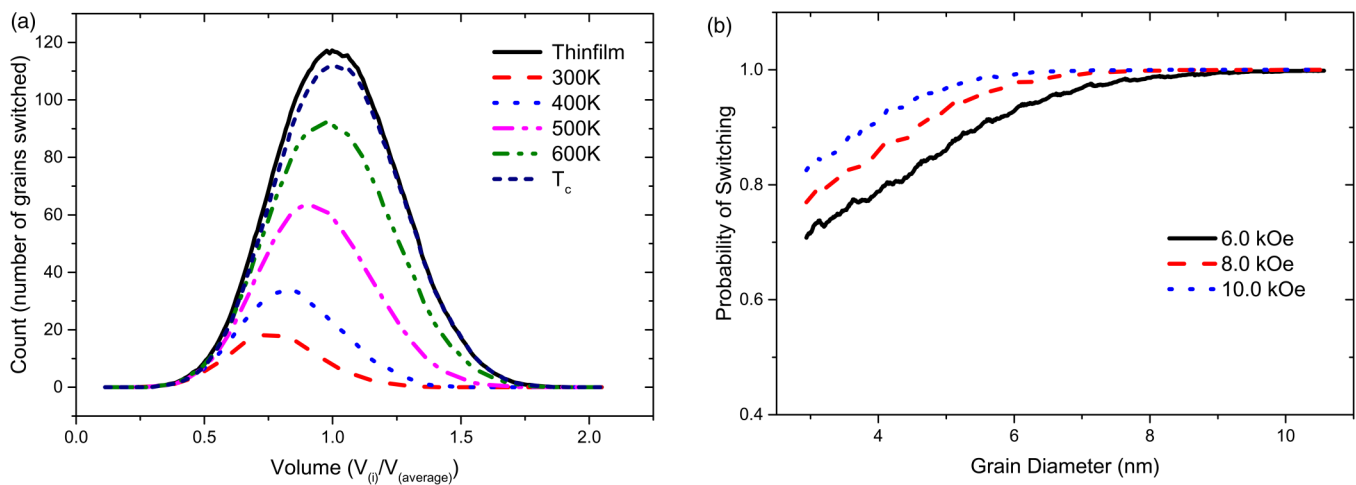 (a)
120
100
80
60
40
20
0
Count (number of grains switched)
0.0 0.5 1.0 1.5 2.0
Volume (V(i)/V(average))
Thinfilm
300K
400K
500K
600K
Tc
(b)
1.0
0.8
0.6
0.4
Probability of Switching
4 6 8 10
Grain Diameter (nm)
6.0 kOe
8.0 kOe
10.0 kOe